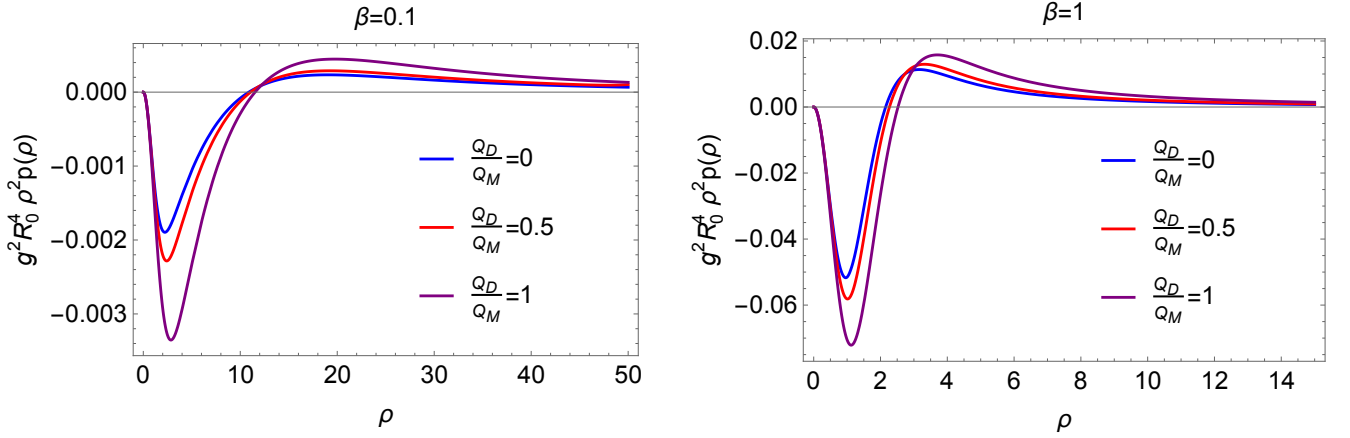 β=0.1
g²R₀⁴ ρ²p(ρ)
0.000
−0.001
−0.002
−0.003
Q_D/Q_M=0
Q_D/Q_M=0.5
Q_D/Q_M=1
0 10 20 30 40 50
ρ
β=1
g²R₀⁴ ρ²p(ρ)
0.02
0.00
−0.02
−0.04
−0.06
Q_D/Q_M=0
Q_D/Q_M=0.5
Q_D/Q_M=1
0 2 4 6 8 10 12 14
ρ